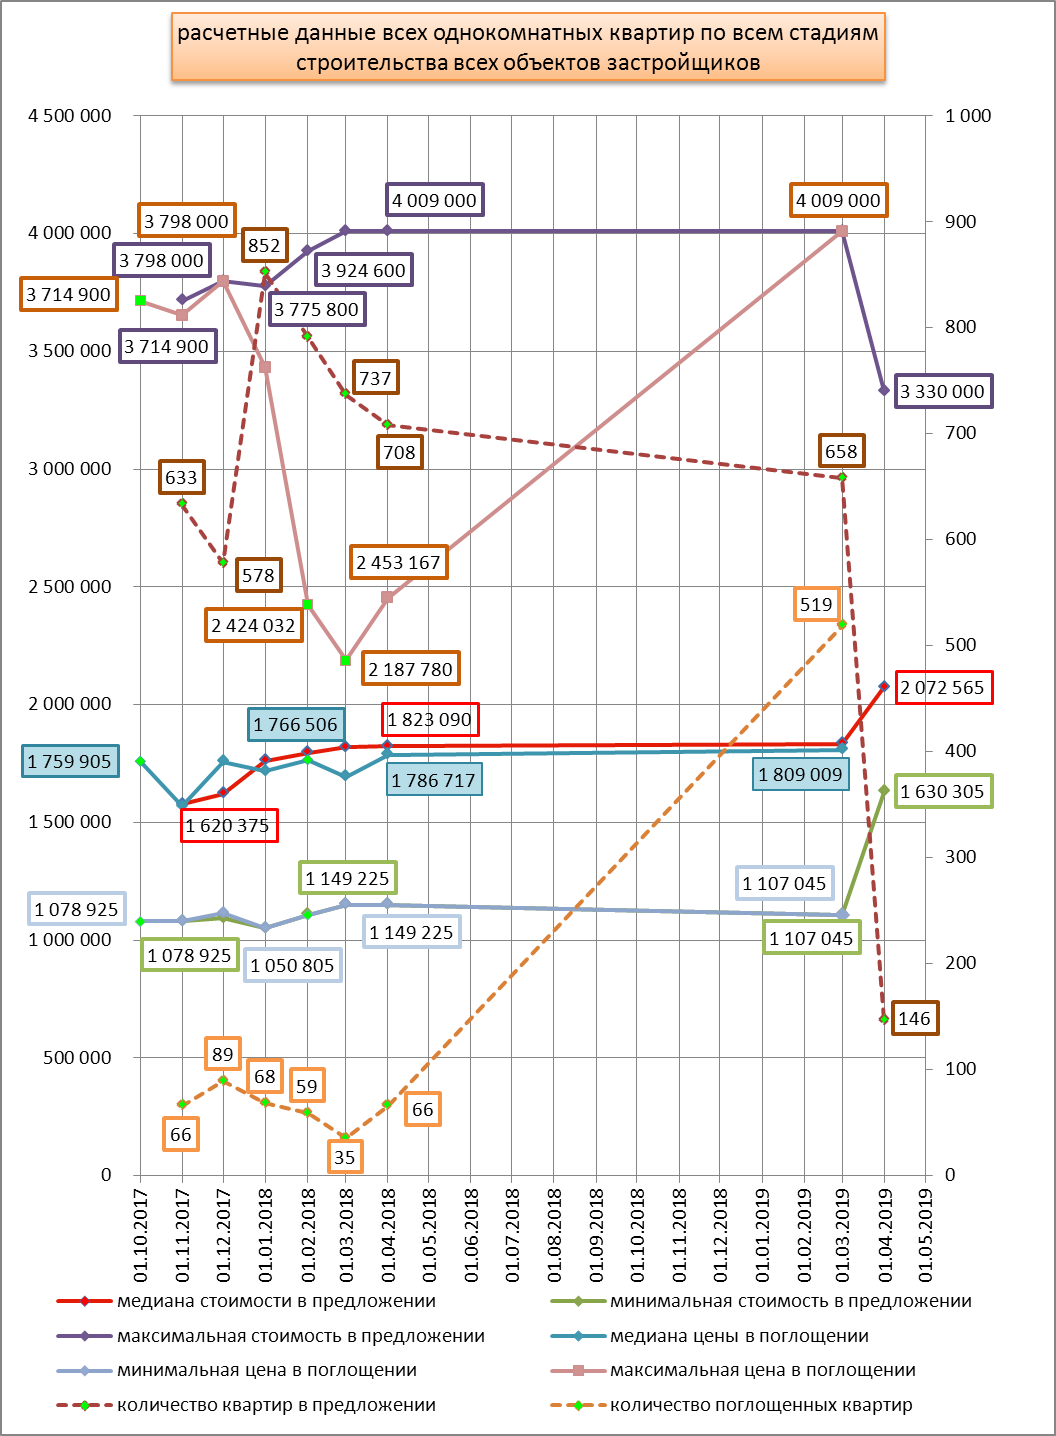 расчетные данные всех однокомнатных квартир по всем стадиям
строительства всех объектов застройщиков
4 500 000
1 000
4 009 000
4 009 000
3 798 000
900
4 000 000
852
3 798 000
3 924 600
3 714 900
3 775 800
800
3 714 900
3 500 000
737
3 330 000
700
708
658
3 000 000
633
600
2 453 167
578
2 500 000
519
2 424 032
500
2 187 780
2 072 565
2 000 000
1 823 090
1 766 506
400
1 759 905
1 786 717
1 809 009
1 630 305
1 500 000
1 620 375
300
1 149 225
1 107 045
1 078 925
1 149 225
1 107 045
1 000 000
1 078 925
1 050 805
200
146
500 000
89
100
68
59
66
66
35
0
0
01.10.2017
01.11.2017
01.12.2017
01.01.2018
01.02.2018
01.03.2018
01.04.2018
01.05.2018
01.06.2018
01.07.2018
01.08.2018
01.09.2018
01.10.2018
01.11.2018
01.12.2018
01.01.2019
01.02.2019
01.03.2019
01.04.2019
01.05.2019
медиана стоимости в предложении
минимальная стоимость в предложении
максимальная стоимость в предложении
медиана цены в поглощении
минимальная цена в поглощении
максимальная цена в поглощении
количество квартир в предложении
количество поглощенных квартир